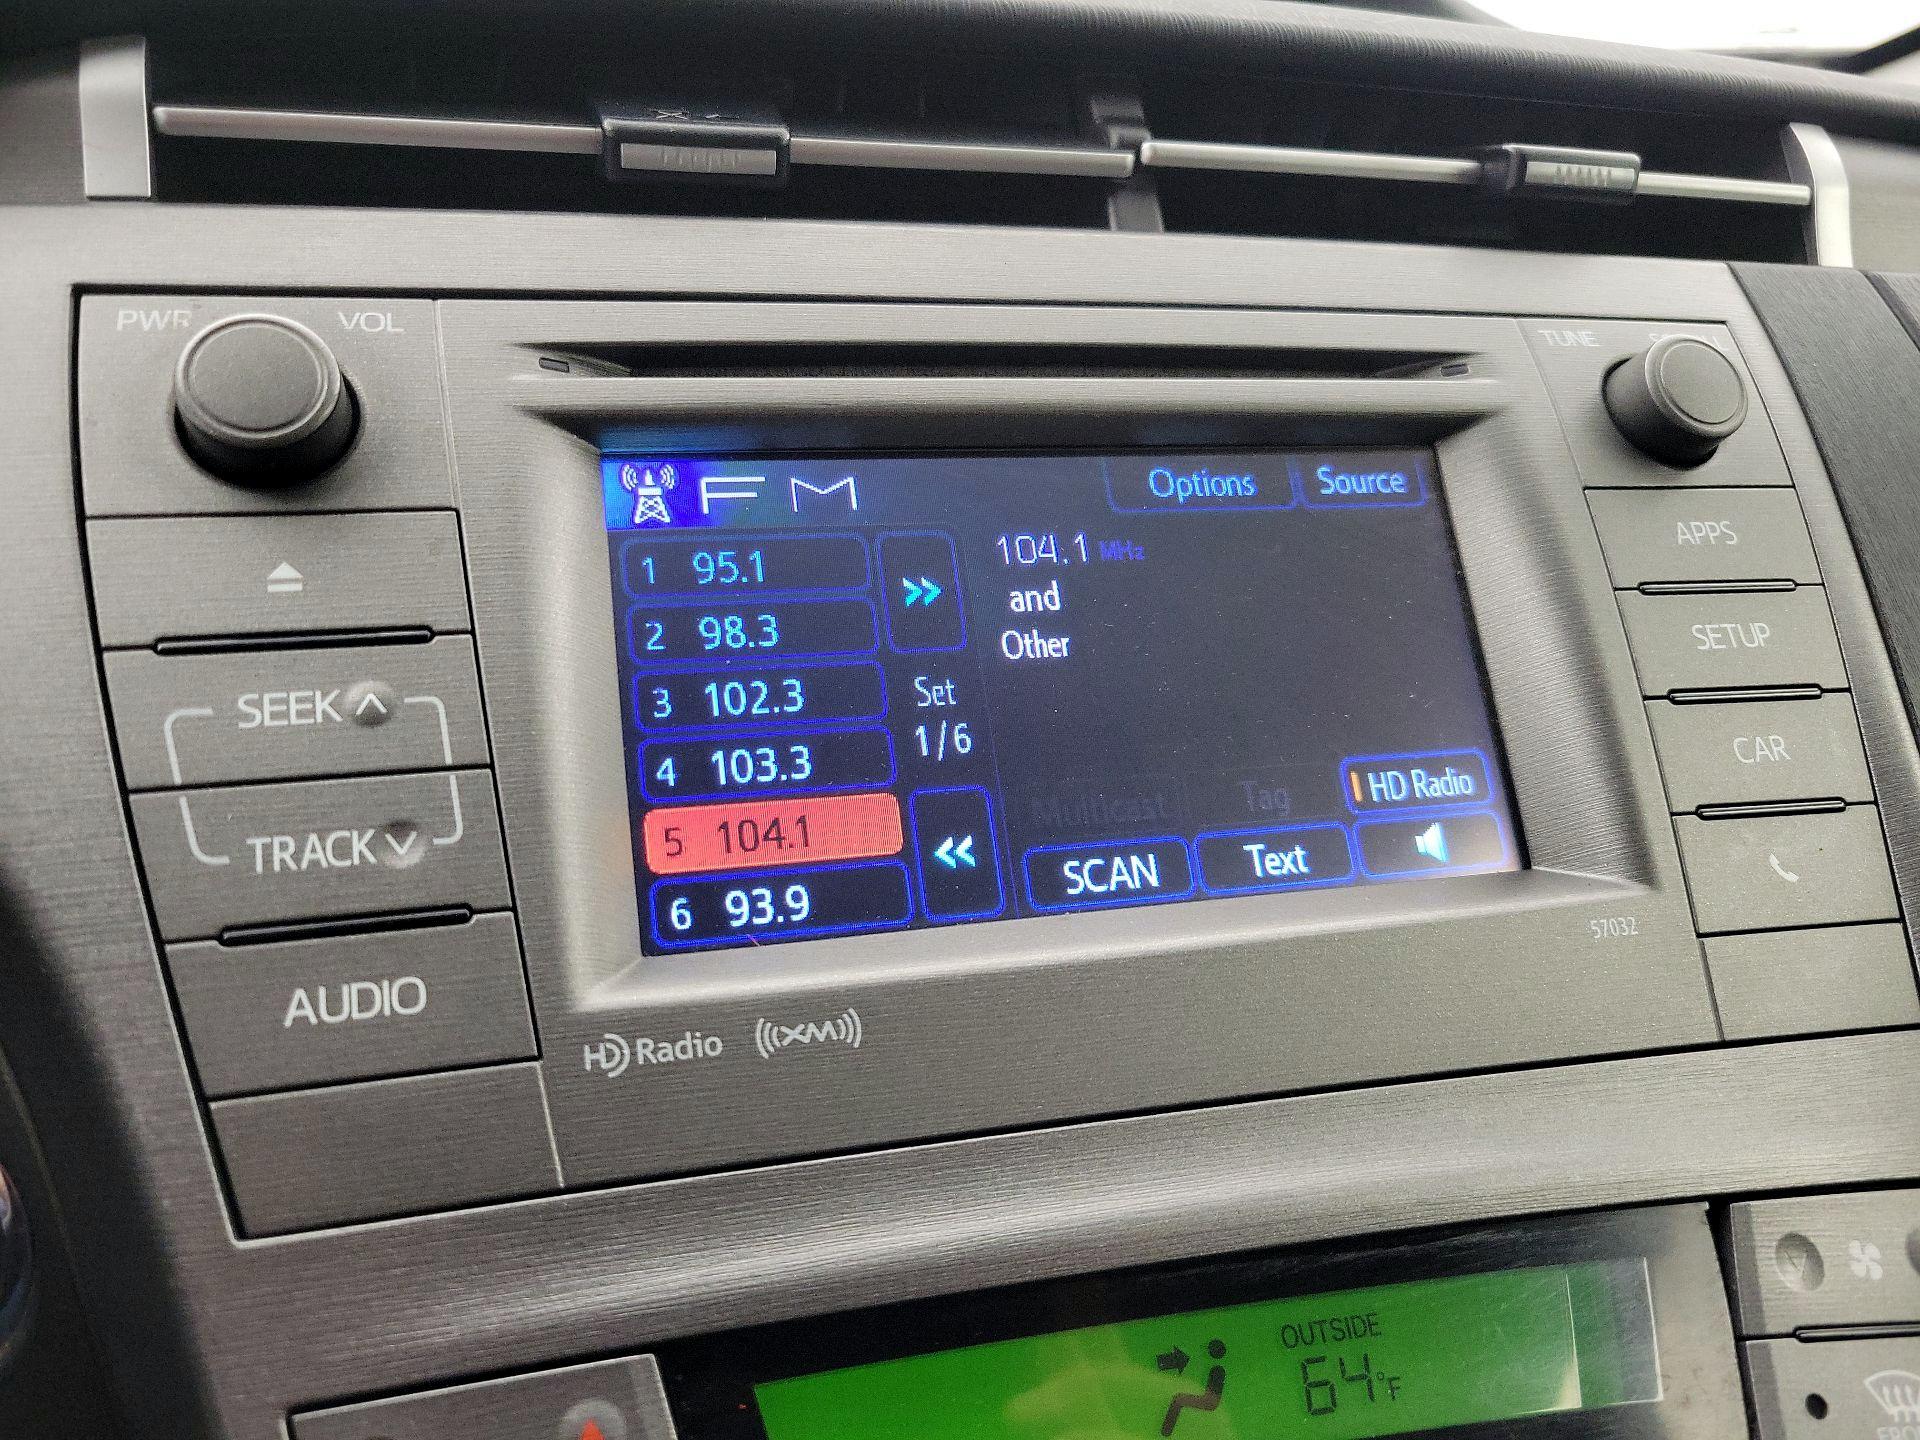 PWR VOL
TUNE
FM
Options
Source
1 95.1
2 98.3
3 102.3
4 103.3
5 104.1
6 93.9
Set
1/6
104.1 MHz
and
Other
Multicast
Tag
HD Radio
SCAN
Text
SEEK
TRACK
AUDIO
APPS
SETUP
CAR
57032
HD Radio
((XM))
OUTSIDE
64°F